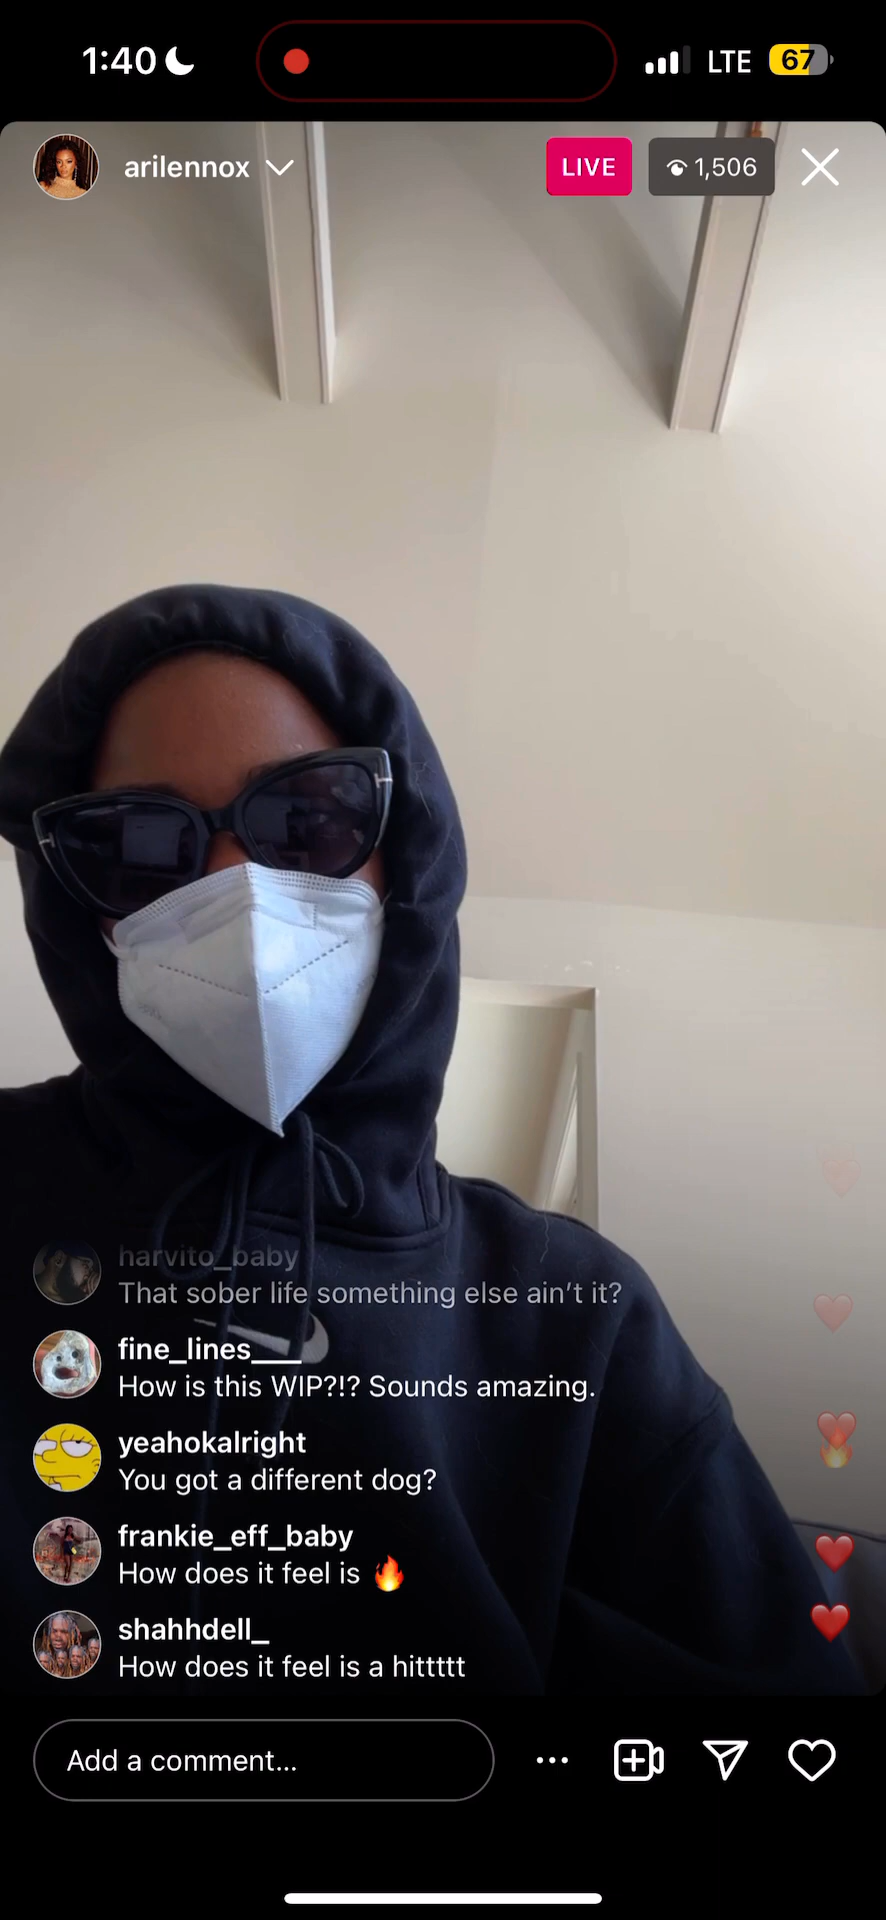 1:40
LTE
67
arilennox
LIVE
1,506
harvito_baby
That sober life something else ain't it?
fine_lines___
How is this WIP?!? Sounds amazing.
yeahokalright
You got a different dog?
frankie_eff_baby
How does it feel is 🔥
shahhdell_
How does it feel is a hittttt
Add a comment...